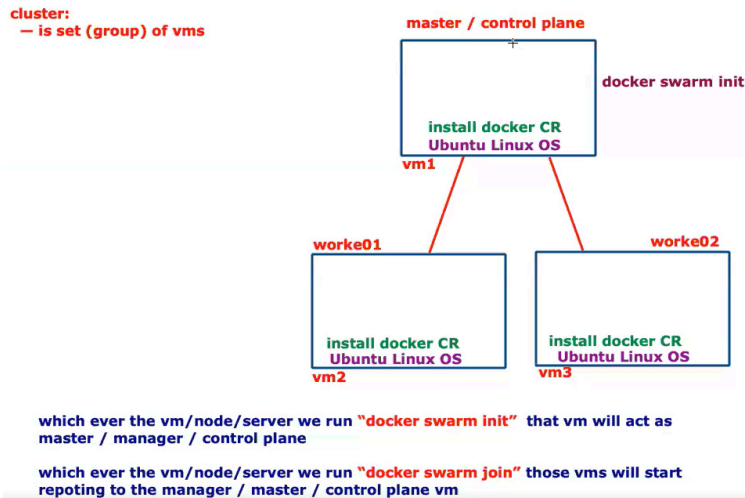 cluster:
— is set (group) of vms
master / control plane
docker swarm init
install docker CR
Ubuntu Linux OS
vm1
worke01
worke02
install docker CR
Ubuntu Linux OS
vm2
install docker CR
Ubuntu Linux OS
vm3
which ever the vm/node/server we run “docker swarm init” that vm will act as
master / manager / control plane
which ever the vm/node/server we run “docker swarm join” those vms will start
repoting to the manager / master / control plane vm